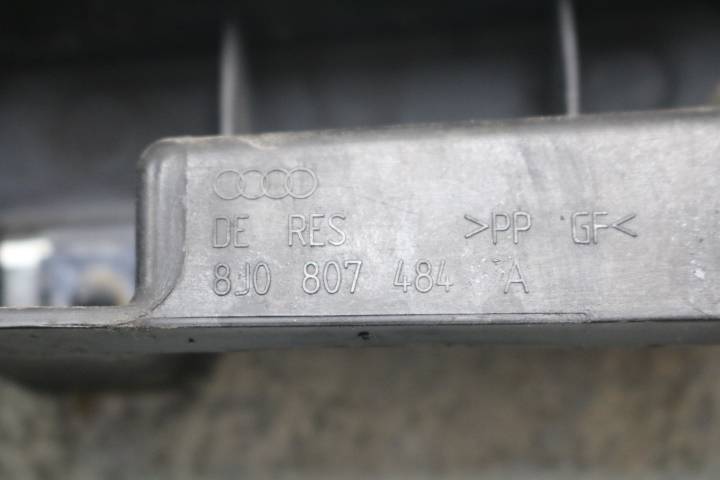 DE RES >PP GF<
8J0 807 484 A